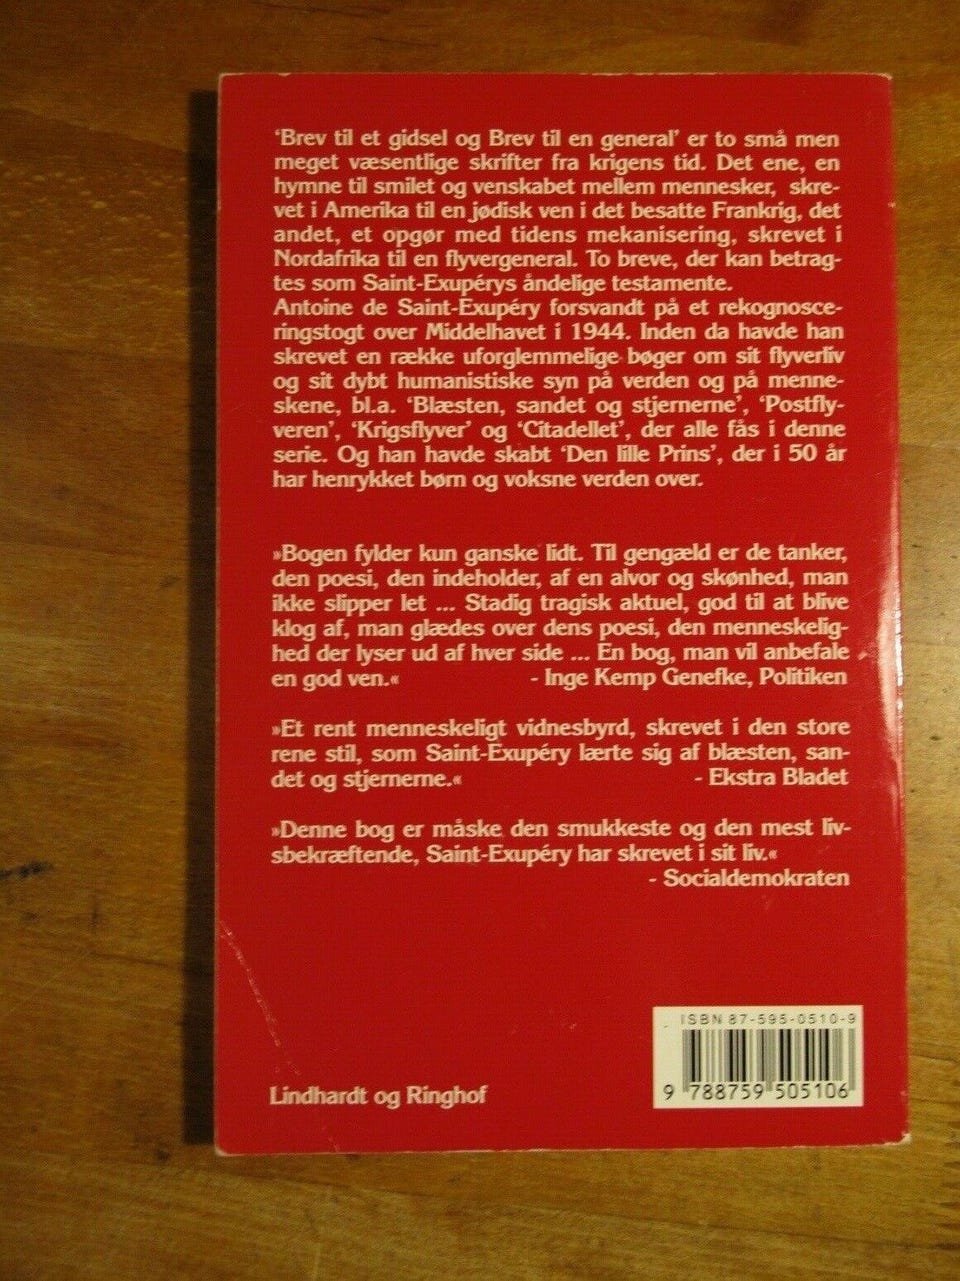 ‘Brev til et gidsel og Brev til en general’ er to små men
meget væsentlige skrifter fra krigens tid. Det ene, en
hymne til smilet og venskabet mellem mennesker, skre-
vet i Amerika til en jødisk ven i det besatte Frankrig, det
andet, et opgør med tidens mekanisering, skrevet i
Nordafrika til en flyvergeneral. To breve, der kan betrag-
tes som Saint-Exupérys åndelige testamente.
Antoine de Saint-Exupéry forsvandt på et rekognosce-
ringstogt over Middelhavet i 1944. Inden da havde han
skrevet en række uforglemmelige bøger om sit flyverliv
og sit dybt humanistiske syn på verden og på menne-
skene, bl.a. ‘Blæsten, sandet og stjernerne’, ‘Postfly-
veren’, ‘Krigsflyver’ og ‘Citadellet’, der alle fås i denne
serie. Og han havde skabt ‘Den lille Prins’, der i 50 år
har henrykket børn og voksne verden over.
»Bogen fylder kun ganske lidt. Til gengæld er de tanker,
den poesi, den indeholder, af en alvor og skønhed, man
ikke slipper let ... Stadig tragisk aktuel, god til at blive
klog af, man glædes over dens poesi, den menneskelig-
hed der lyser ud af hver side ... En bog, man vil anbefale
en god ven.« - Inge Kemp Genefke, Politiken
»Et rent menneskeligt vidnesbyrd, skrevet i den store
rene stil, som Saint-Exupéry lærte sig af blæsten, san-
det og stjernerne.« - Ekstra Bladet
»Denne bog er måske den smukkeste og den mest liv-
sbekræftende, Saint-Exupéry har skrevet i sit liv.«
- Socialdemokraten
ISBN 87-595-0510-9
9 788759 505106
Lindhardt og Ringhof